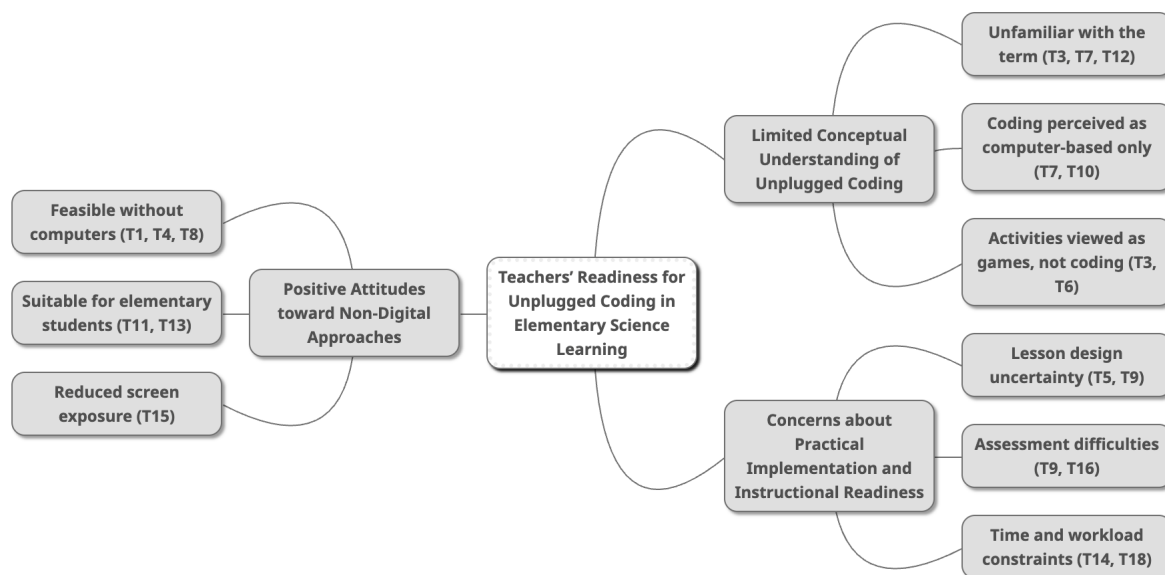 Teachers’ Readiness for
Unplugged Coding in
Elementary Science
Learning
Limited Conceptual
Understanding of
Unplugged Coding
Unfamiliar with the
term (T3, T7, T12)
Coding perceived as
computer-based only
(T7, T10)
Activities viewed as
games, not coding (T3,
T6)
Concerns about
Practical
Implementation and
Instructional Readiness
Lesson design
uncertainty (T5, T9)
Assessment difficulties
(T9, T16)
Time and workload
constraints (T14, T18)
Positive Attitudes
toward Non-Digital
Approaches
Feasible without
computers (T1, T4, T8)
Suitable for elementary
students (T11, T13)
Reduced screen
exposure (T15)